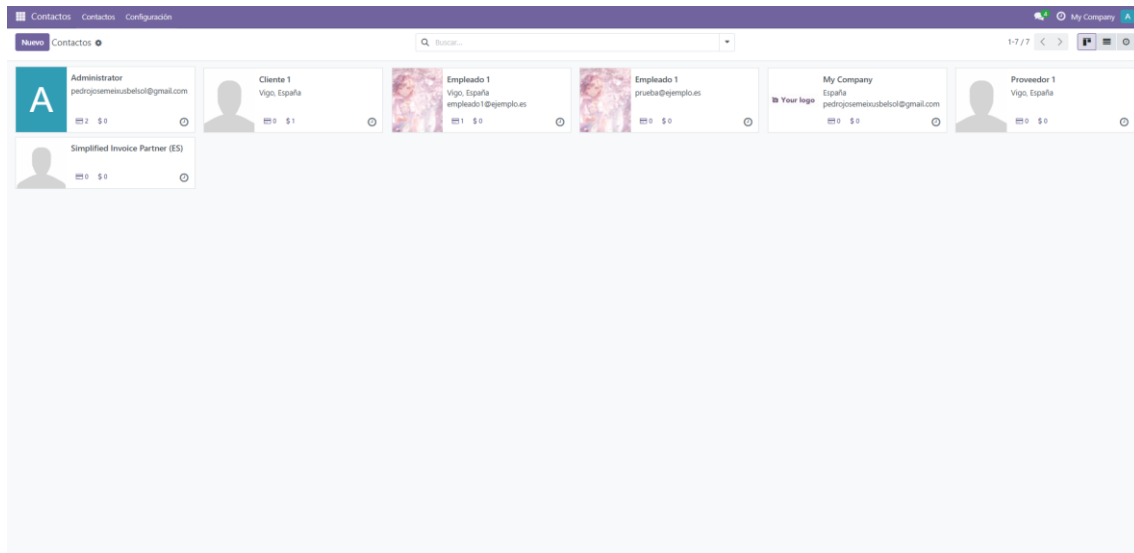 Contactos Contactos Configuración
4 My Company A
Nuevo Contactos
Buscar...
1-7 / 7
A
Administrator
pedrojosemeixusbelsol@gmail.com
2 $ 0
Cliente 1
Vigo, España
0 $ 1
Empleado 1
Vigo, España
empleado1@ejemplo.es
1 $ 0
Empleado 1
prueba@ejemplo.es
0 $ 0
Your logo
My Company
España
pedrojosemeixusbelsol@gmail.com
0 $ 0
Proveedor 1
Vigo, España
0 $ 0
Simplified Invoice Partner (ES)
0 $ 0